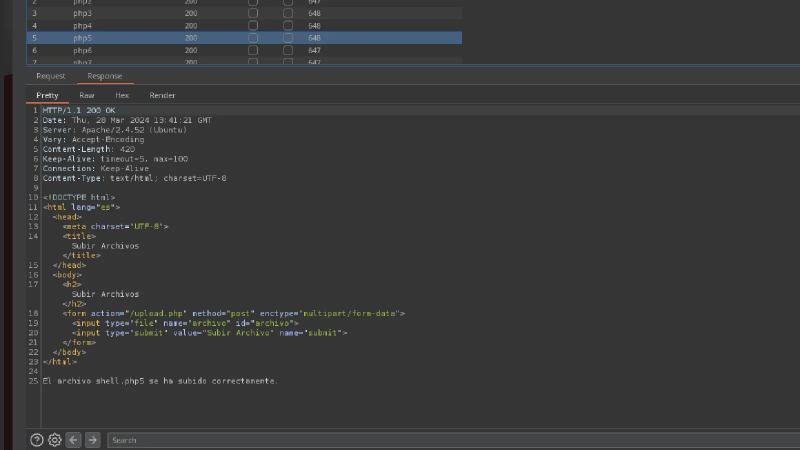 2 php2 200 647
3 php3 200 648
4 php4 200 648
5 php5 200 648
6 php6 200 647
7 php7 200 647
Request Response
Pretty Raw Hex Render
1 HTTP/1.1 200 OK
2 Date: Thu, 28 Mar 2024 13:41:21 GMT
3 Server: Apache/2.4.52 (Ubuntu)
4 Vary: Accept-Encoding
5 Content-Length: 420
6 Keep-Alive: timeout=5, max=100
7 Connection: Keep-Alive
8 Content-Type: text/html; charset=UTF-8
9
10 <!DOCTYPE html>
11 <html lang="es">
12 <head>
13 <meta charset="UTF-8">
14 <title>
Subir Archivos
</title>
15 </head>
16 <body>
17 <h2>
Subir Archivos
</h2>
18 <form action="/upload.php" method="post" enctype="multipart/form-data">
19 <input type="file" name="archivo" id="archivo">
20 <input type="submit" value="Subir Archivo" name="submit">
21 </form>
22 </body>
23 </html>
24
25 El archivo shell.php5 se ha subido correctamente.
Search